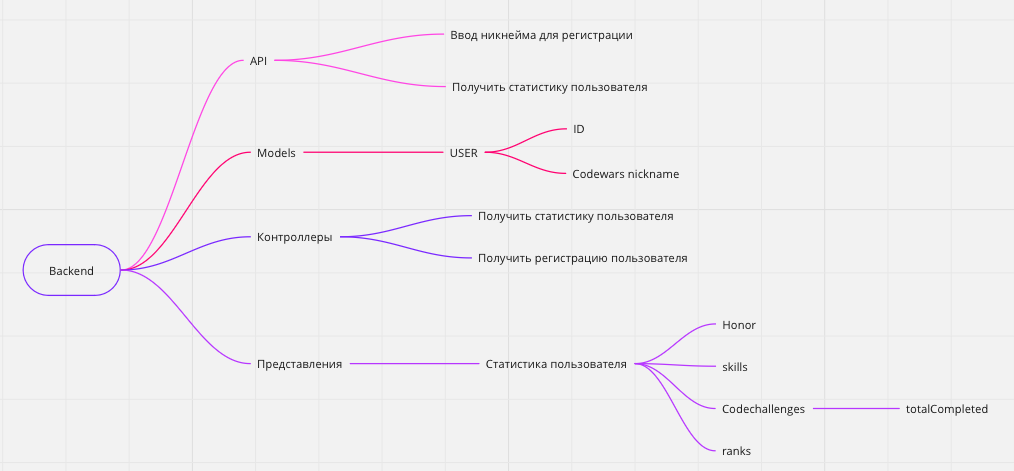 Ввод никнейма для регистрации
API
Получить статистику пользователя
ID
Models
USER
Codewars nickname
Получить статистику пользователя
Контроллеры
Получить регистрацию пользователя
Backend
Honor
Представления
Статистика пользователя
skills
Codechallenges
totalCompleted
ranks